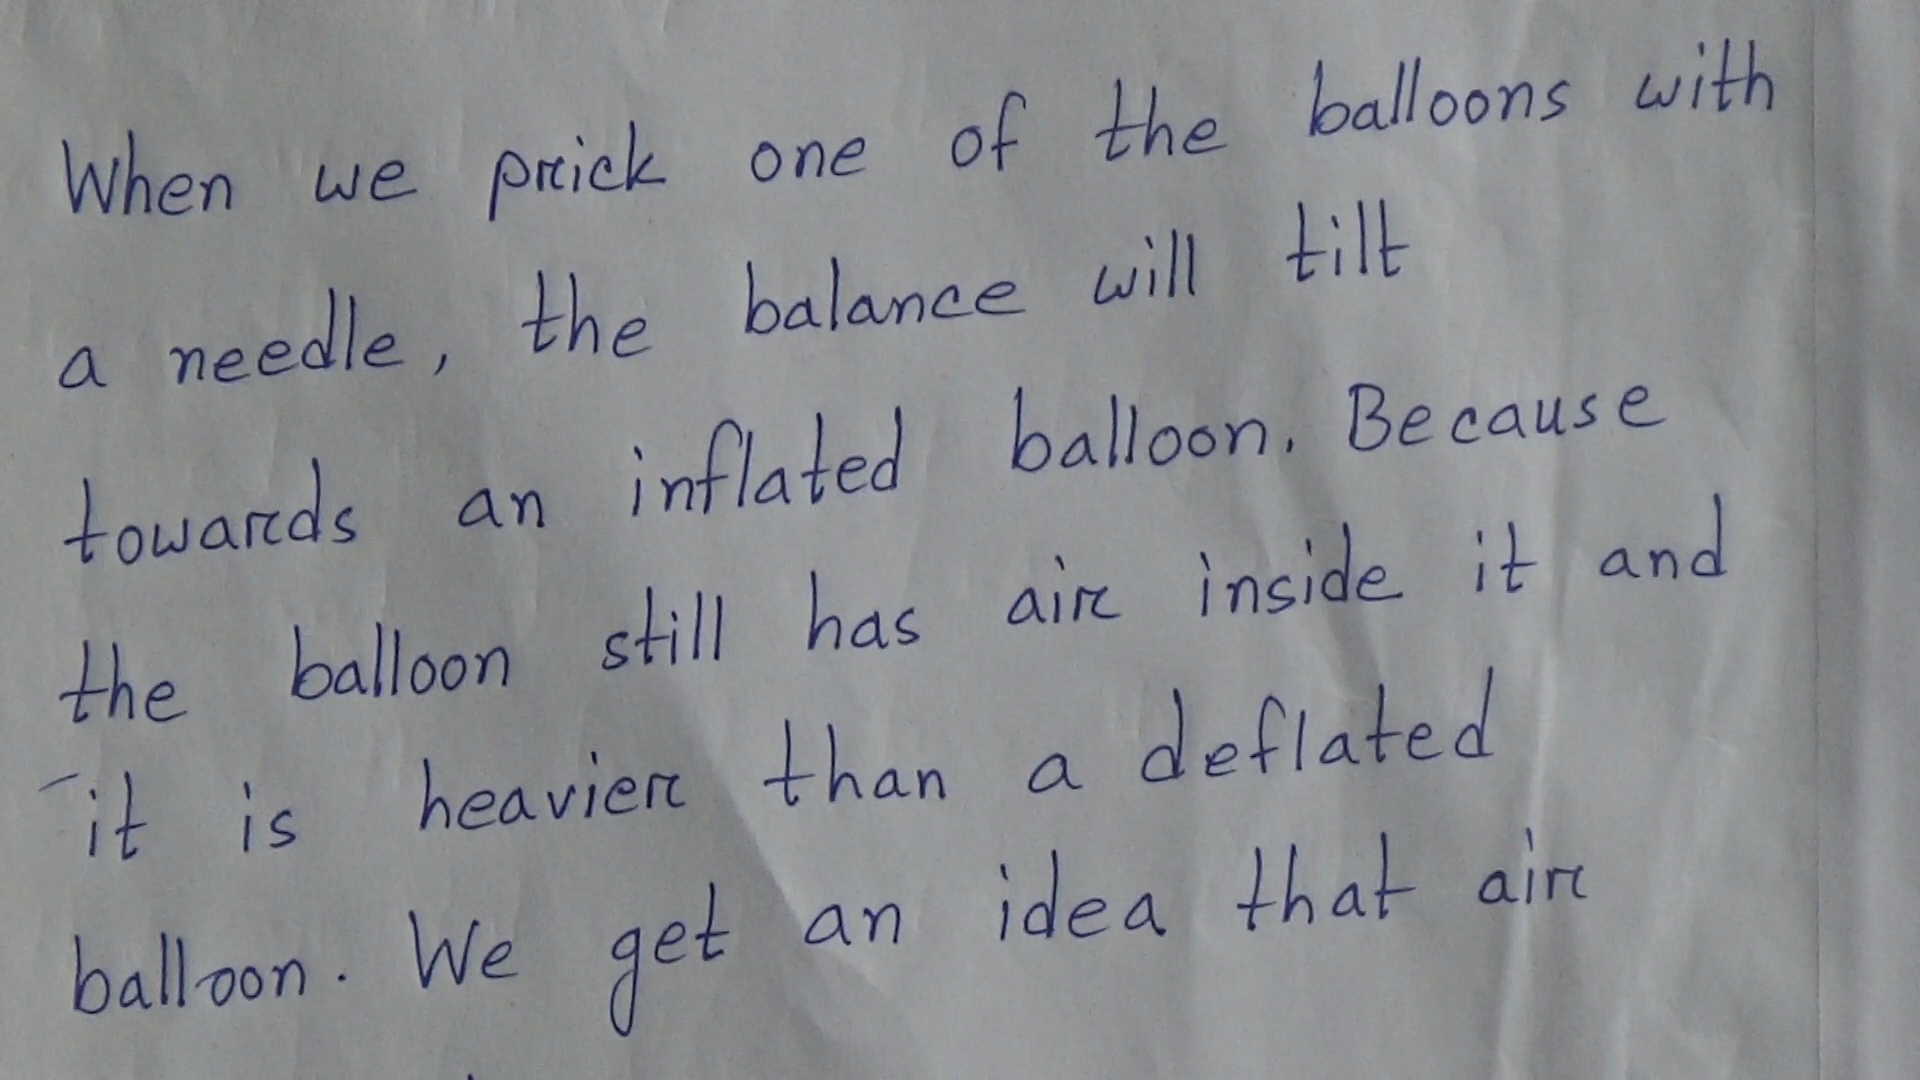 When we prick one of the balloons with
a needle, the balance will tilt
towards an inflated balloon. Because
the balloon still has air inside it and
it is heavier than a deflated
balloon. We get an idea that air